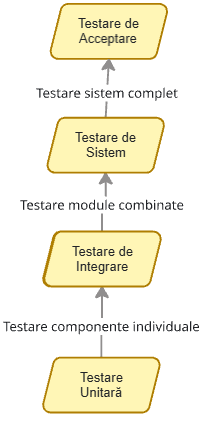 Testare de
Acceptare
Testare sistem complet
Testare de
Sistem
Testare module combinate
Testare de
Integrare
Testare componente individuale
Testare
Unitară